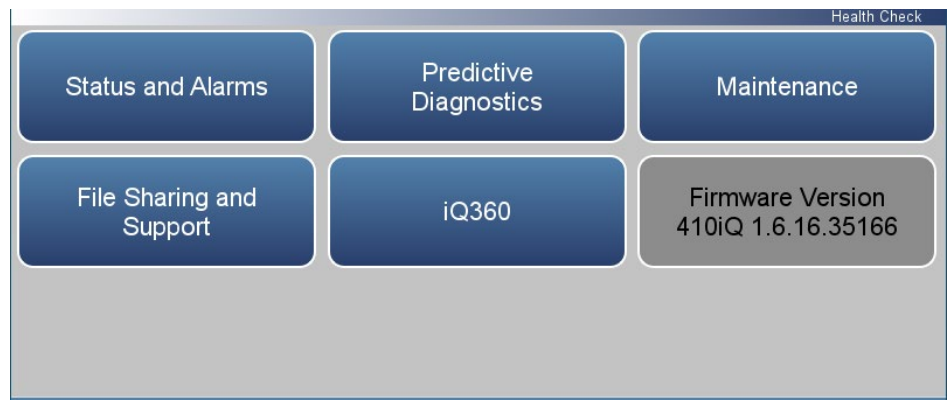 Health Check
Status and Alarms
Predictive
Diagnostics
Maintenance
File Sharing and
Support
iQ360
Firmware Version
410iQ 1.6.16.35166